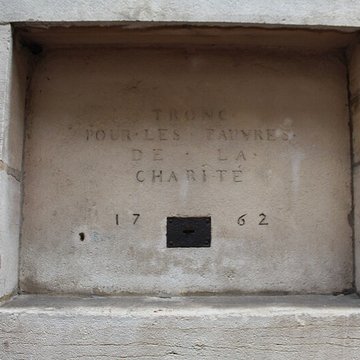 TRONC
POUR · LES · PAUVRES ·
DE · LA ·
CHARITÉ
17 62